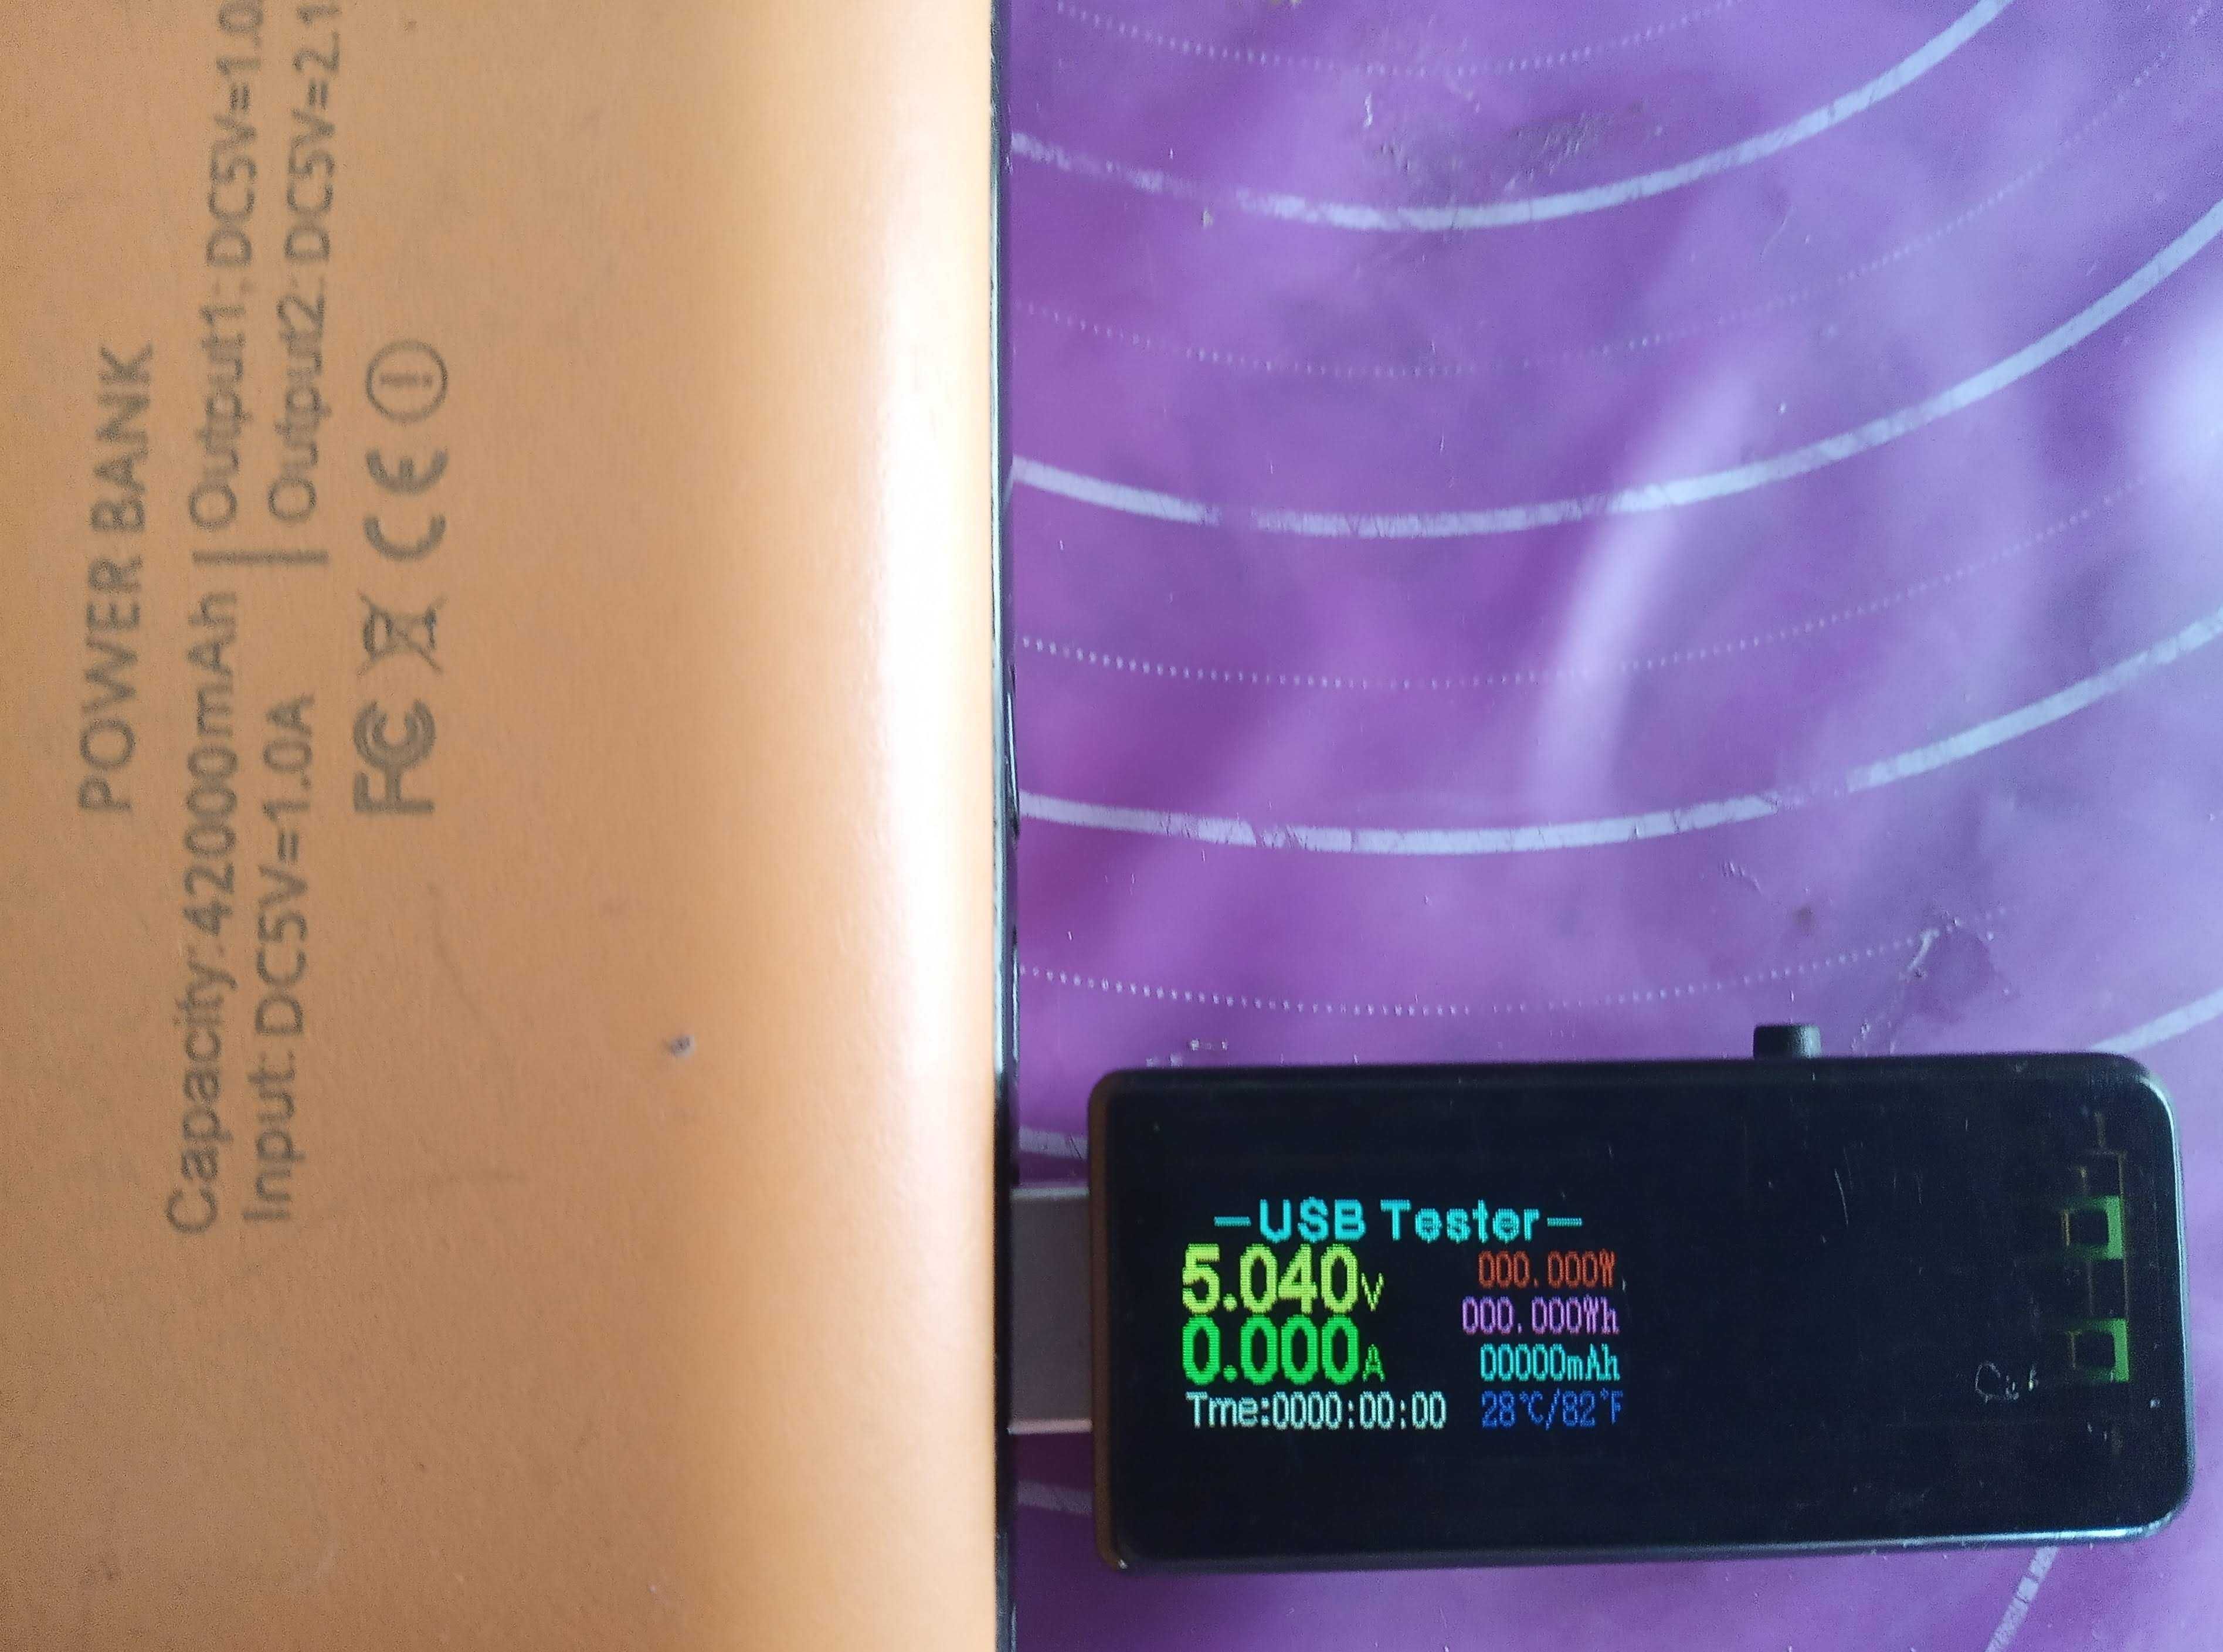 POWER BANK
Capacity:42000mAh | Output1:DC5V=1.0
Input:DC5V=1.0A | Output2:DC5V=2.1
FC CE
—USB Tester—
5.040V 000.000W
000.000Wh
0.000A 00000mAh
Tme:0000:00:00 28℃/82℉